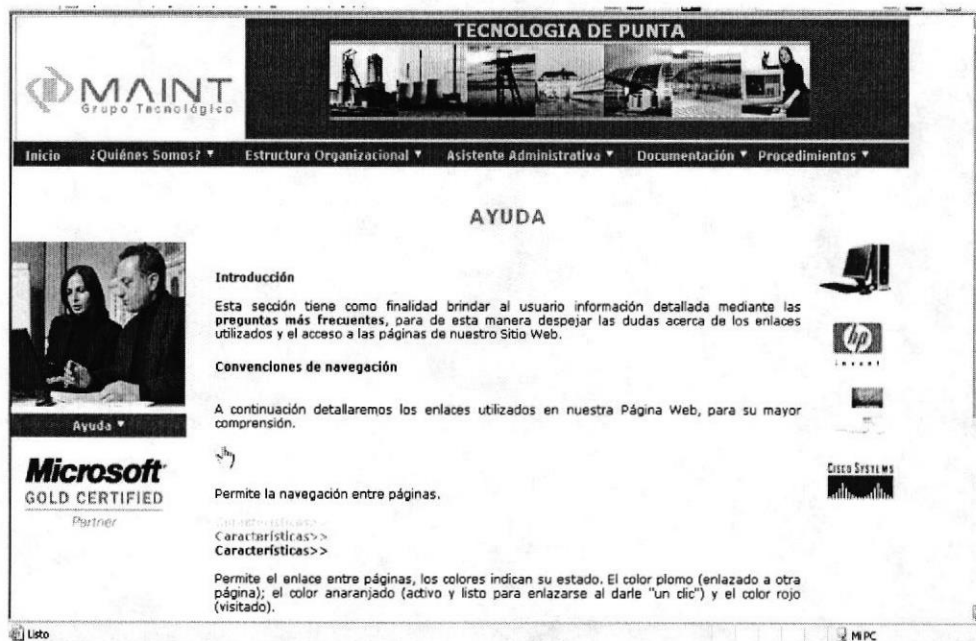 TECNOLOGIA DE PUNTA
MAINT
Grupo Tecnológico
Inicio ¿Quiénes Somos? Estructura Organizacional Asistente Administrativa Documentación Procedimientos
AYUDA
Introducción
Esta sección tiene como finalidad brindar al usuario información detallada mediante las
preguntas más frecuentes, para de esta manera despejar las dudas acerca de los enlaces
utilizados y el acceso a las páginas de nuestro Sitio Web.
hp
invent
Convenciones de navegación
A continuación detallaremos los enlaces utilizados en nuestra Página Web, para su mayor
comprensión.
Ayuda
Microsoft
GOLD CERTIFIED
Partner
CISCO SYSTEMS
Permite la navegación entre páginas.
Características>>
Características>>
Características>>
Permite el enlace entre páginas, los colores indican su estado. El color plomo (enlazado a otra
página); el color anaranjado (activo y listo para enlazarse al darle "un clic") y el color rojo
(visitado).
Listo
Mi PC